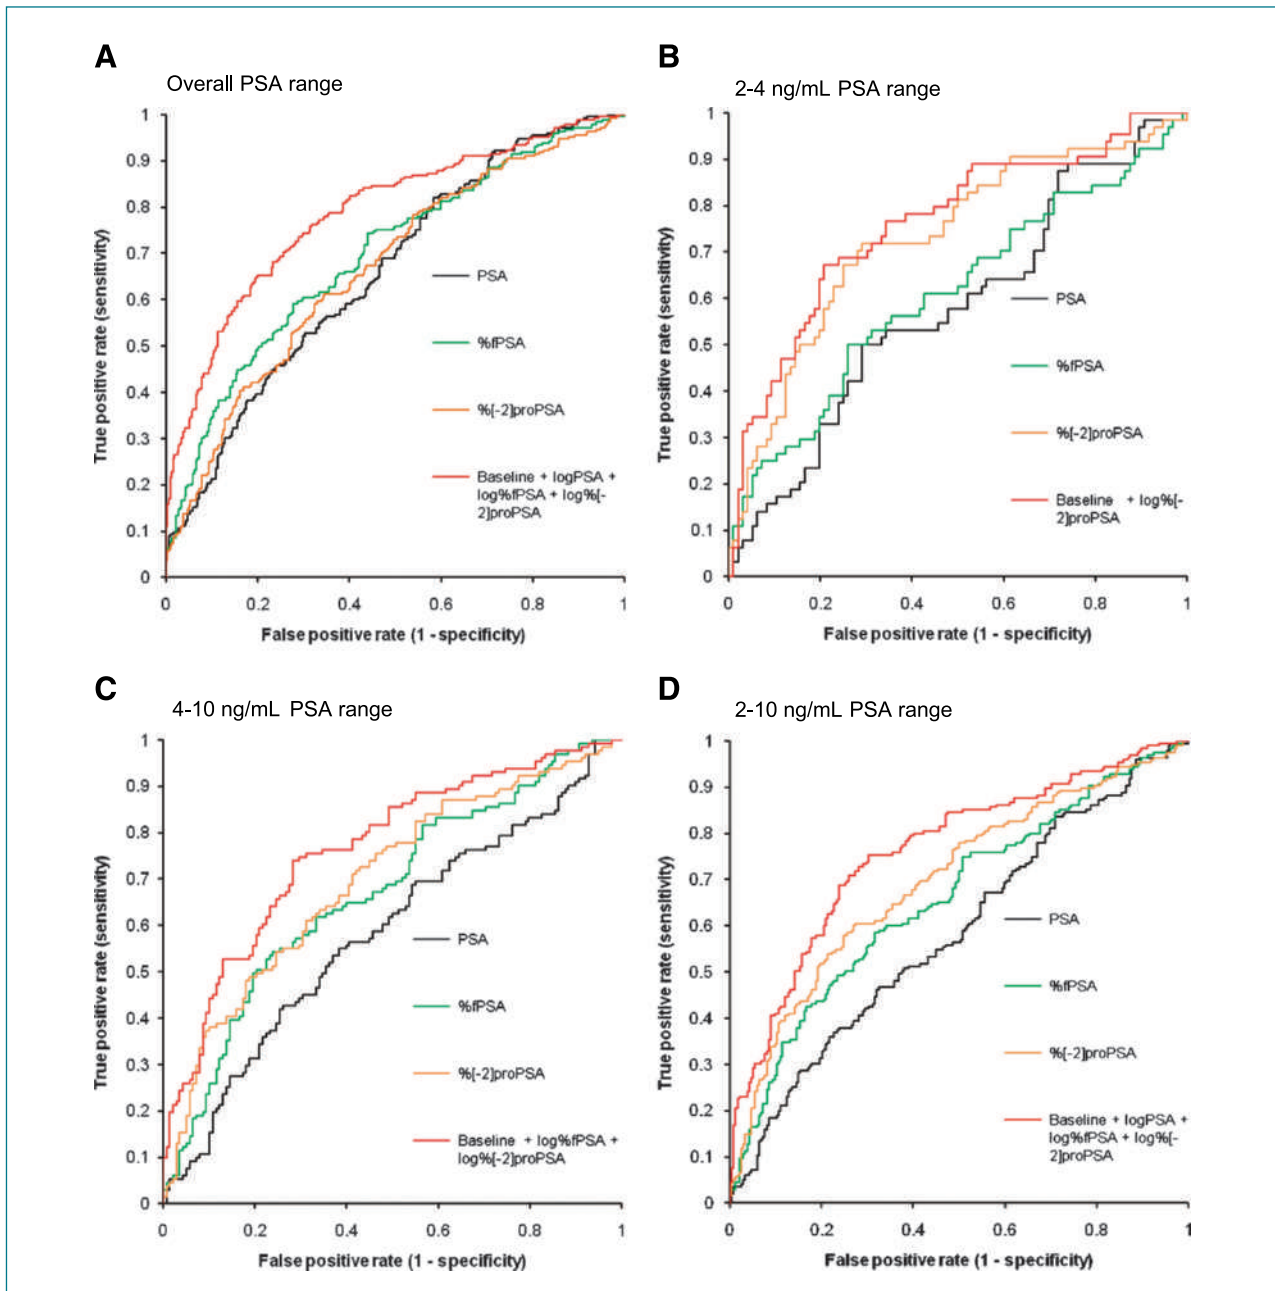 A
Overall PSA range
1
0.9
0.8
0.7
0.6
0.5
0.4
0.3
0.2
0.1
0
True positive rate (sensitivity)
PSA
%fPSA
%[-2]proPSA
Baseline + logPSA +
log%fPSA + log%[-
2]proPSA
0 0.2 0.4 0.6 0.8 1
False positive rate (1 - specificity)
B
2-4 ng/mL PSA range
1
0.9
0.8
0.7
0.6
0.5
0.4
0.3
0.2
0.1
0
True positive rate (sensitivity)
PSA
%fPSA
%[-2]proPSA
Baseline + log%[-
2]proPSA
0 0.2 0.4 0.6 0.8 1
False positive rate (1 - specificity)
C
4-10 ng/mL PSA range
1
0.9
0.8
0.7
0.6
0.5
0.4
0.3
0.2
0.1
0
True positive rate (sensitivity)
PSA
%fPSA
%[-2]proPSA
Baseline + log%fPSA +
log%[-2]proPSA
0 0.2 0.4 0.6 0.8 1
False positive rate (1 - specificity)
D
2-10 ng/mL PSA range
1
0.9
0.8
0.7
0.6
0.5
0.4
0.3
0.2
0.1
0
True positive rate (sensitivity)
PSA
%fPSA
%[-2]proPSA
Baseline + logPSA +
log%fPSA + log%[-
2]proPSA
0 0.2 0.4 0.6 0.8 1
False positive rate (1 - specificity)